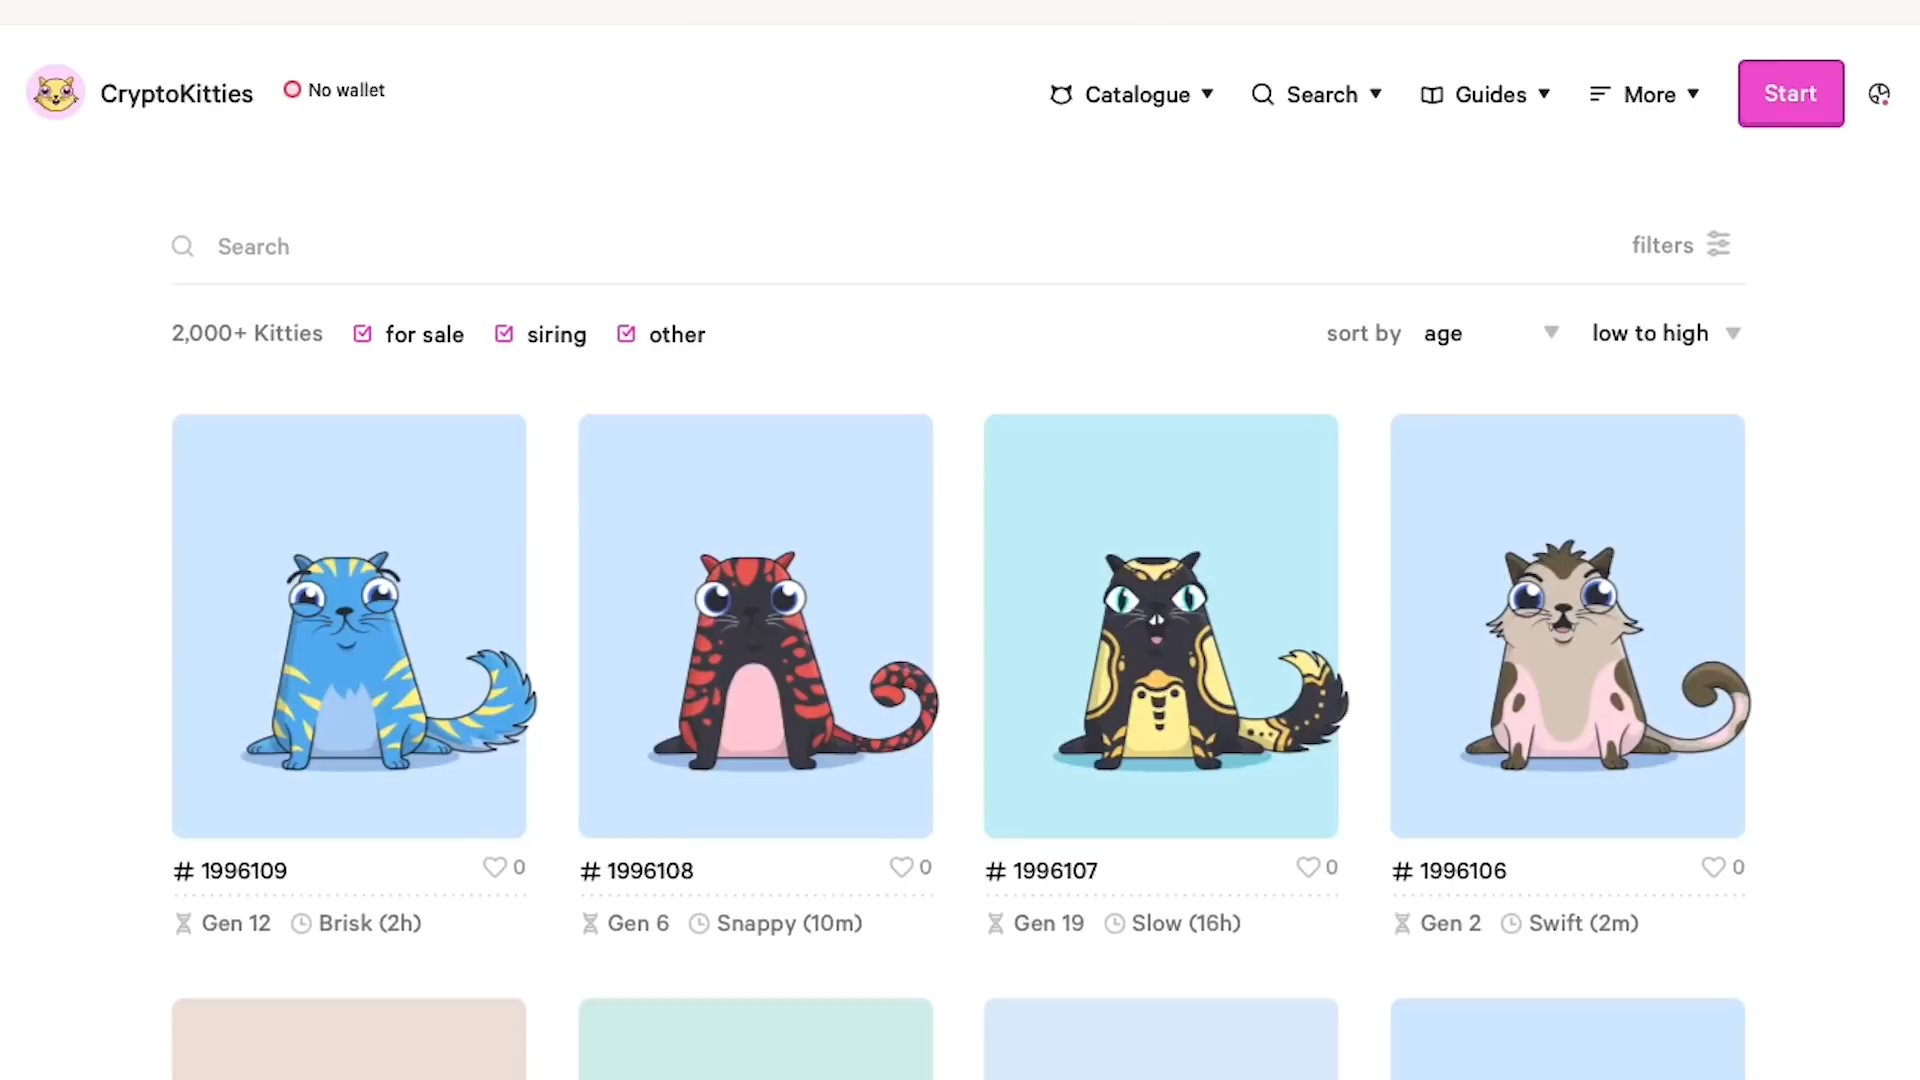 CryptoKitties No wallet Catalogue Search Guides More Start
Search filters
2,000+ Kitties for sale siring other sort by age low to high
# 1996109 0 # 1996108 0 # 1996107 0 # 1996106 0
Gen 12 Brisk (2h) Gen 6 Snappy (10m) Gen 19 Slow (16h) Gen 2 Swift (2m)